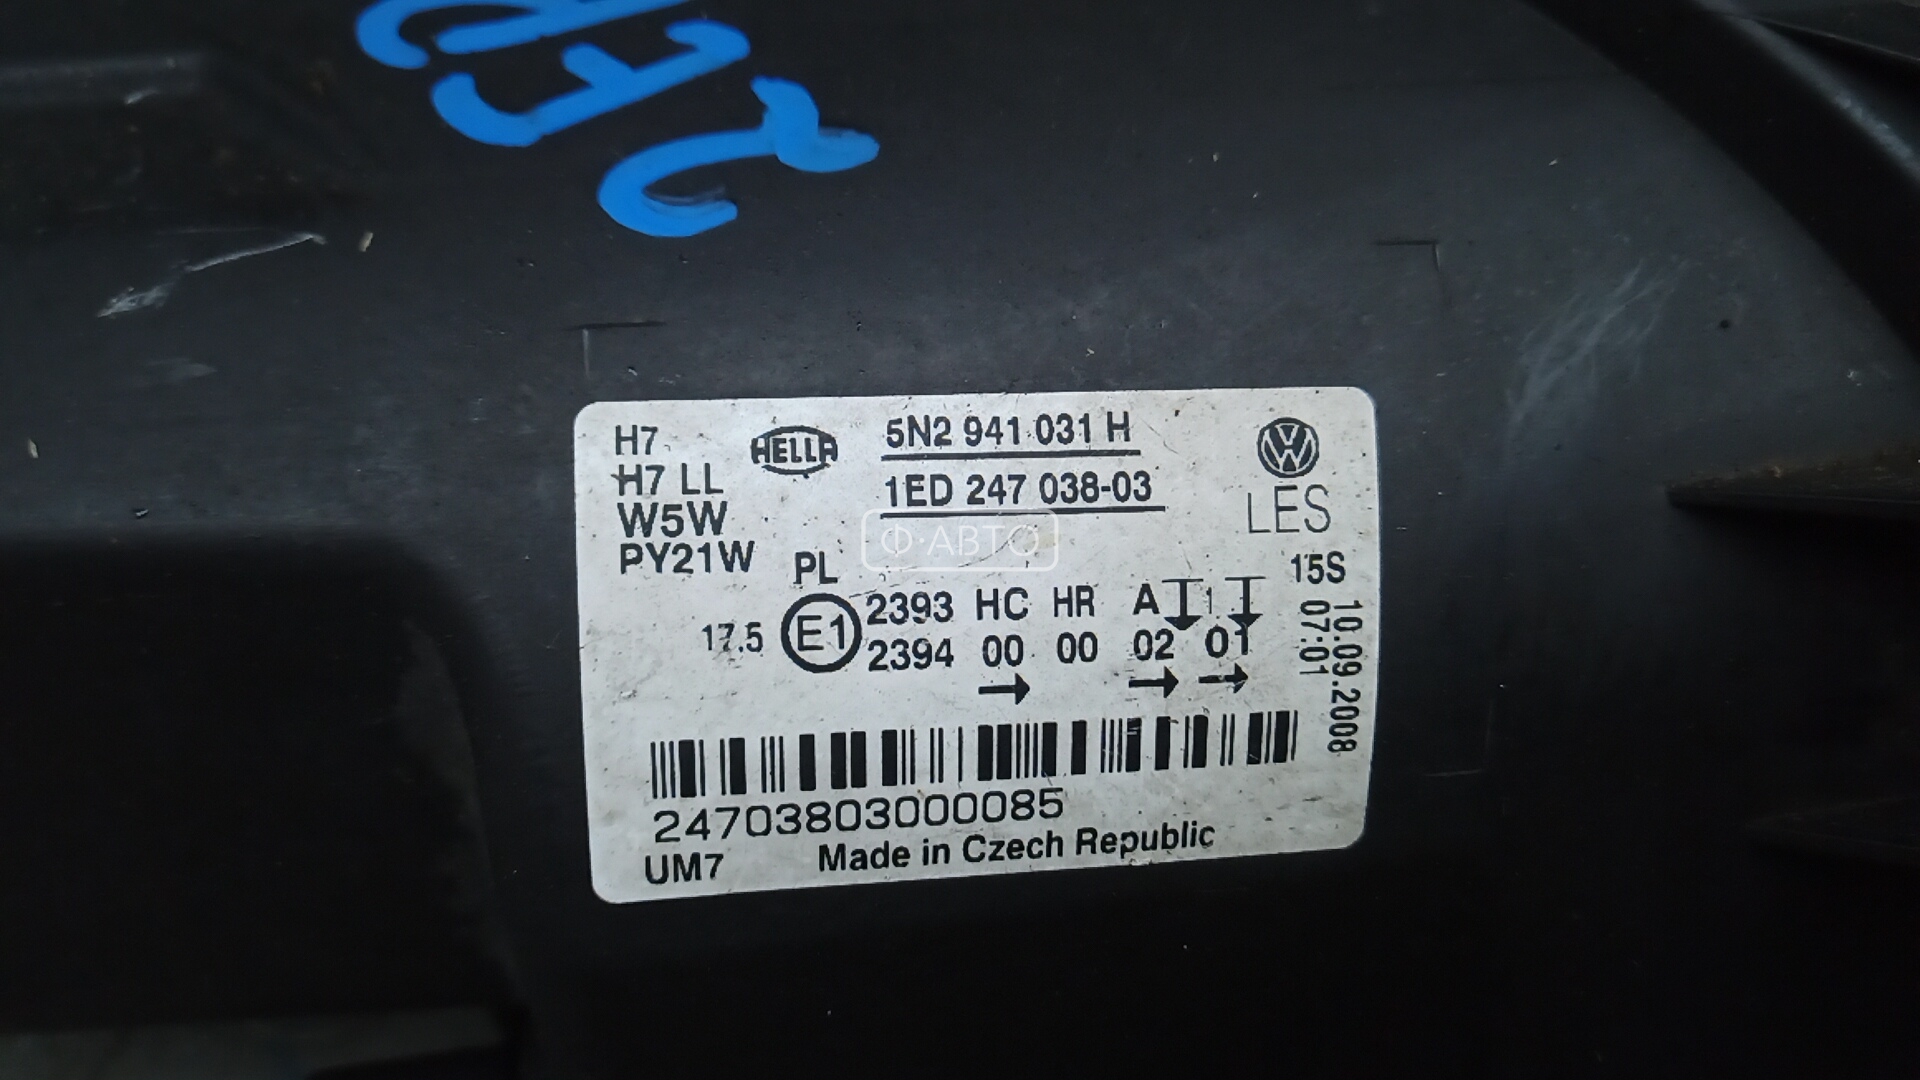 H7
HELLA
5N2 941 031 H
H7 LL
1ED 247 038-03
LES
W5W
Ф·АВТО
PY21W
PL
15S
2393 HC HR A
17.5 E1
2394 00 00 02 01
10.09.2008
07:01
24703803000085
UM7 Made in Czech Republic